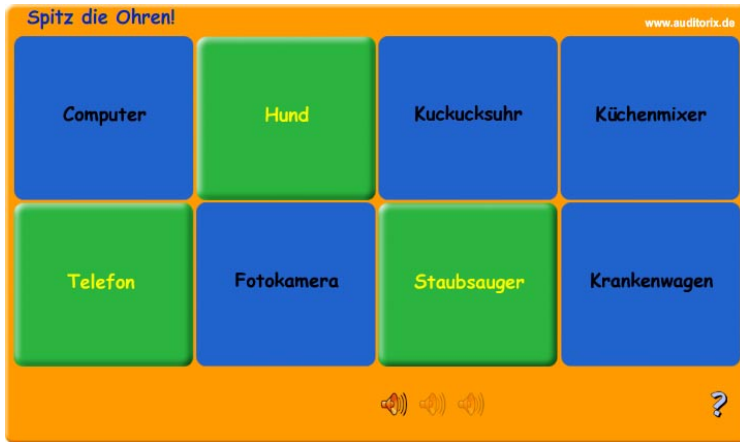 Spitz die Ohren!
www.auditorix.de
Computer
Hund
Kuckucksuhr
Küchenmixer
Telefon
Fotokamera
Staubsauger
Krankenwagen
?